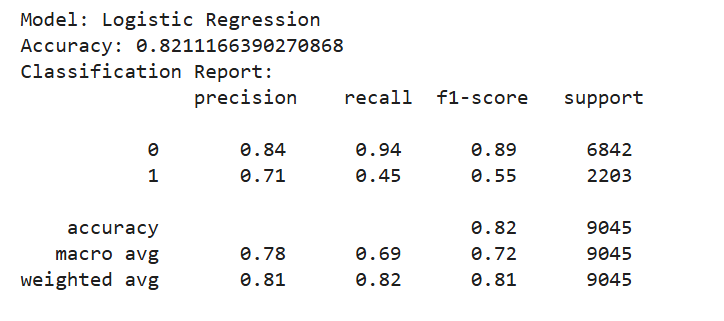 Model: Logistic Regression
Accuracy: 0.8211166390270868
Classification Report:
precision recall f1-score support
0 0.84 0.94 0.89 6842
1 0.71 0.45 0.55 2203
accuracy 0.82 9045
macro avg 0.78 0.69 0.72 9045
weighted avg 0.81 0.82 0.81 9045